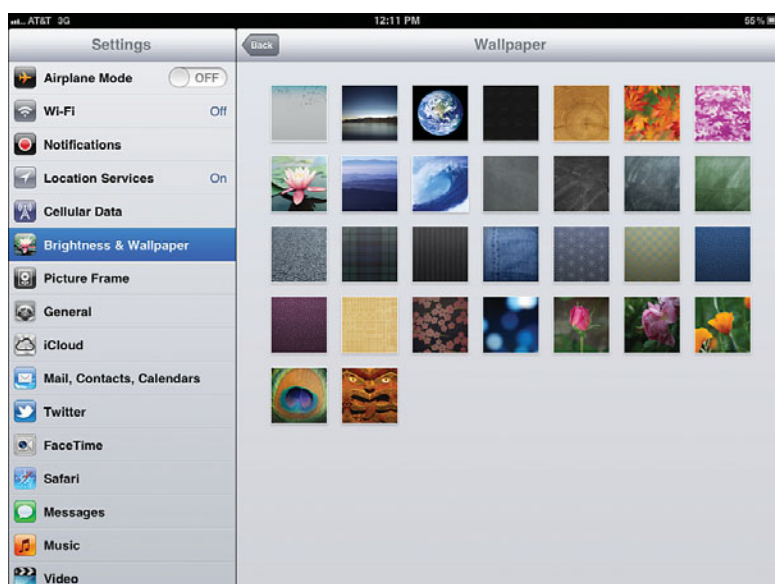 AT&T 3G 12:11 PM 55%
Settings Back Wallpaper
Airplane Mode OFF
Wi-Fi Off
Notifications
Location Services On
Cellular Data
Brightness & Wallpaper
Picture Frame
General
iCloud
Mail, Contacts, Calendars
Twitter
FaceTime
Safari
Messages
Music
Video